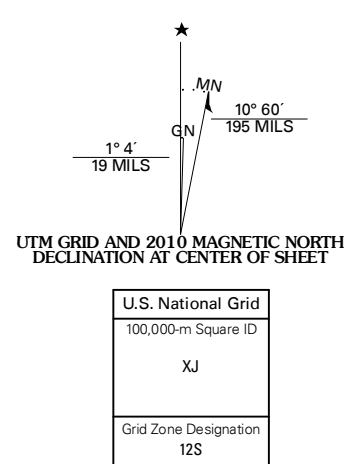 MN
GN
10° 60´
195 MILS
1° 4´
19 MILS
UTM GRID AND 2010 MAGNETIC NORTH
DECLINATION AT CENTER OF SHEET
U.S. National Grid
100,000-m Square ID
XJ
Grid Zone Designation
12S